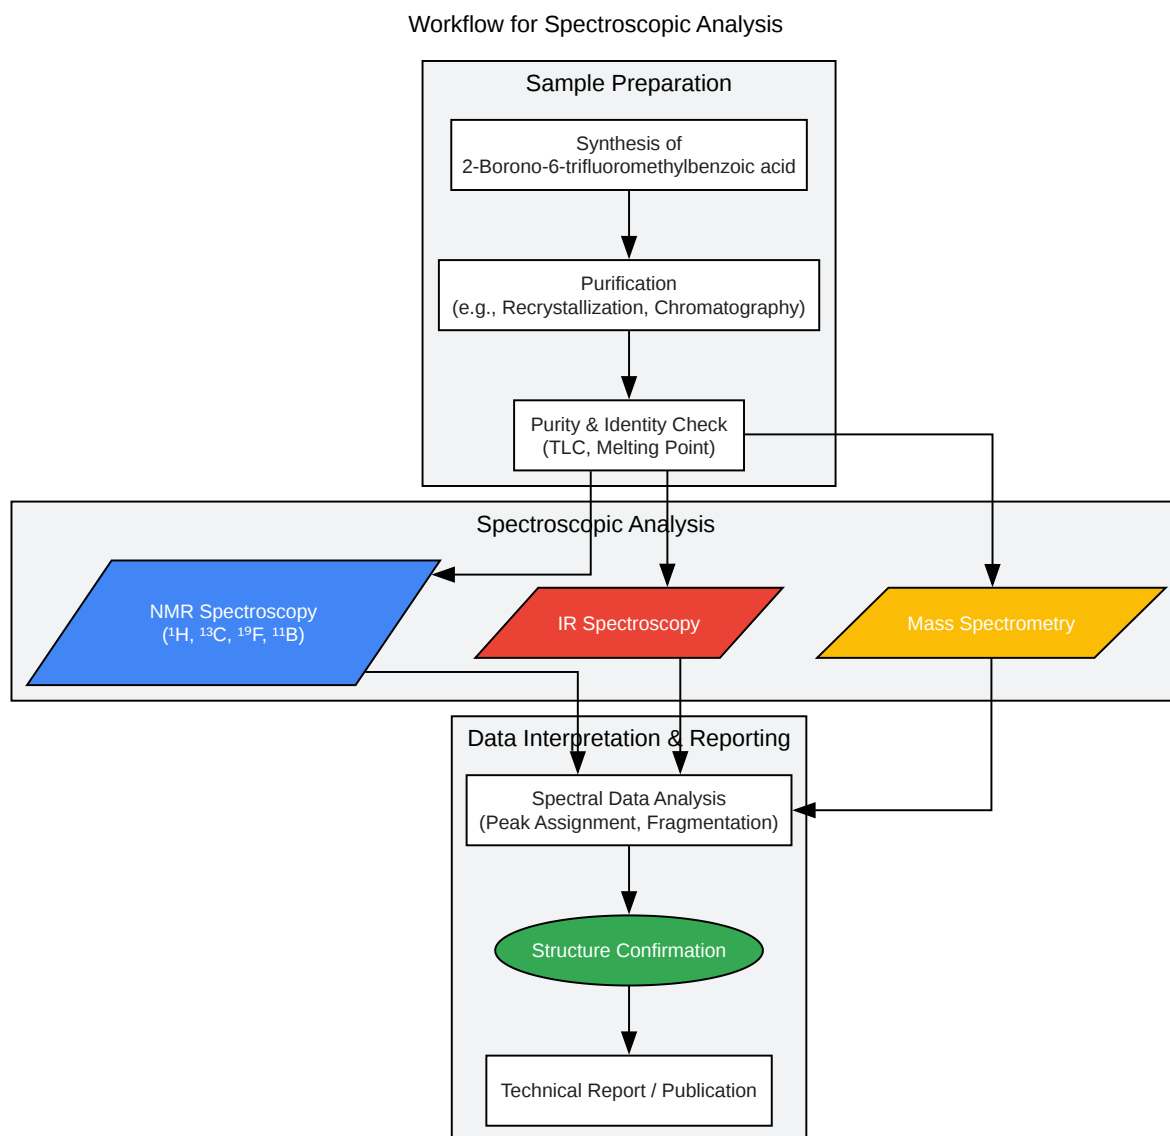 Workflow for Spectroscopic Analysis
Sample Preparation
Synthesis of
2-Borono-6-trifluoromethylbenzoic acid
Purification
(e.g., Recrystallization, Chromatography)
Purity & Identity Check
(TLC, Melting Point)
Spectroscopic Analysis
NMR Spectroscopy
(¹H, ¹³C, ¹⁹F, ¹¹B)
IR Spectroscopy
Mass Spectrometry
Data Interpretation & Reporting
Spectral Data Analysis
(Peak Assignment, Fragmentation)
Structure Confirmation
Technical Report / Publication